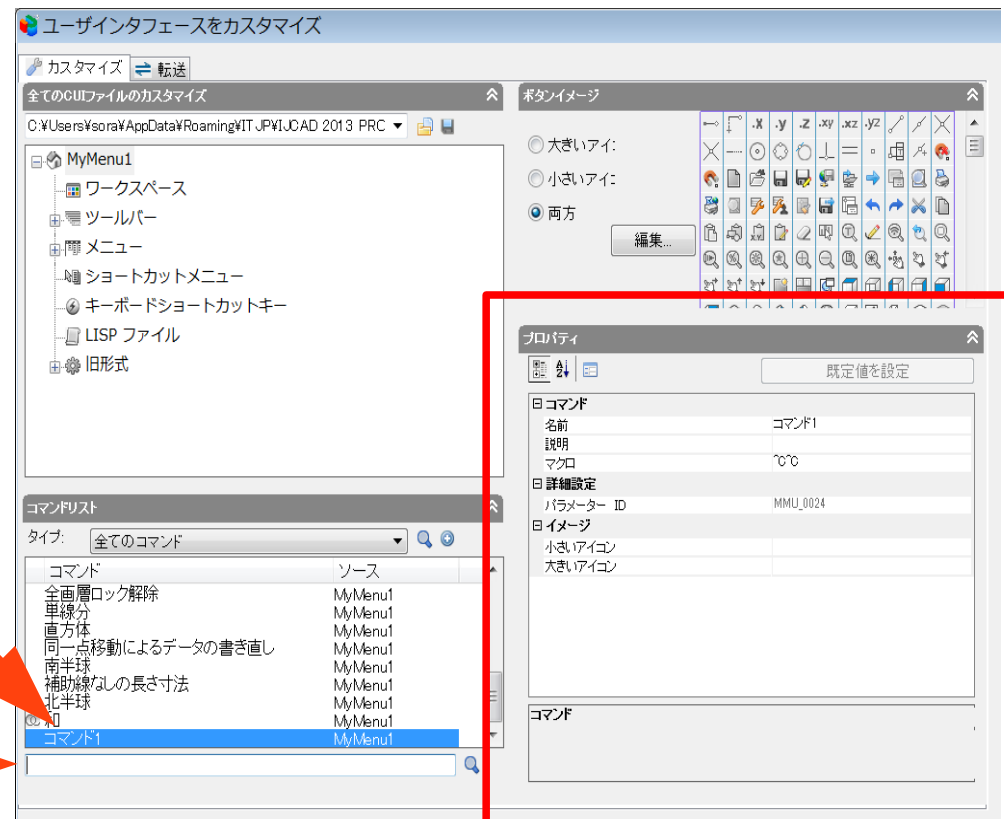 ユーザインタフェースをカスタマイズ
カスタマイズ 転送
全てのCUIファイルのカスタマイズ
C:¥Users¥sora¥AppData¥Roaming¥IT JP¥IJCAD 2013 PRC
MyMenu1
ワークスペース
ツールバー
メニュー
ショートカットメニュー
キーボードショートカットキー
LISP ファイル
旧形式
コマンドリスト
タイプ: 全てのコマンド
コマンド ソース
全画層ロック解除 MyMenu1
単線分 MyMenu1
直方体 MyMenu1
同一点移動によるデータの書き直し MyMenu1
南半球 MyMenu1
補助線なしの長さ寸法 MyMenu1
北半球 MyMenu1
和 MyMenu1
コマンド1 MyMenu1
ボタンイメージ
大きいアイ:
小さいアイ:
両方
編集...
.X .y .Z .xy .xz .yz
プロパティ
既定値を設定
コマンド
名前 コマンド1
説明
マクロ ^C^C
詳細設定
パラメーター ID MMU_0024
イメージ
小さいアイコン
大きいアイコン
コマンド